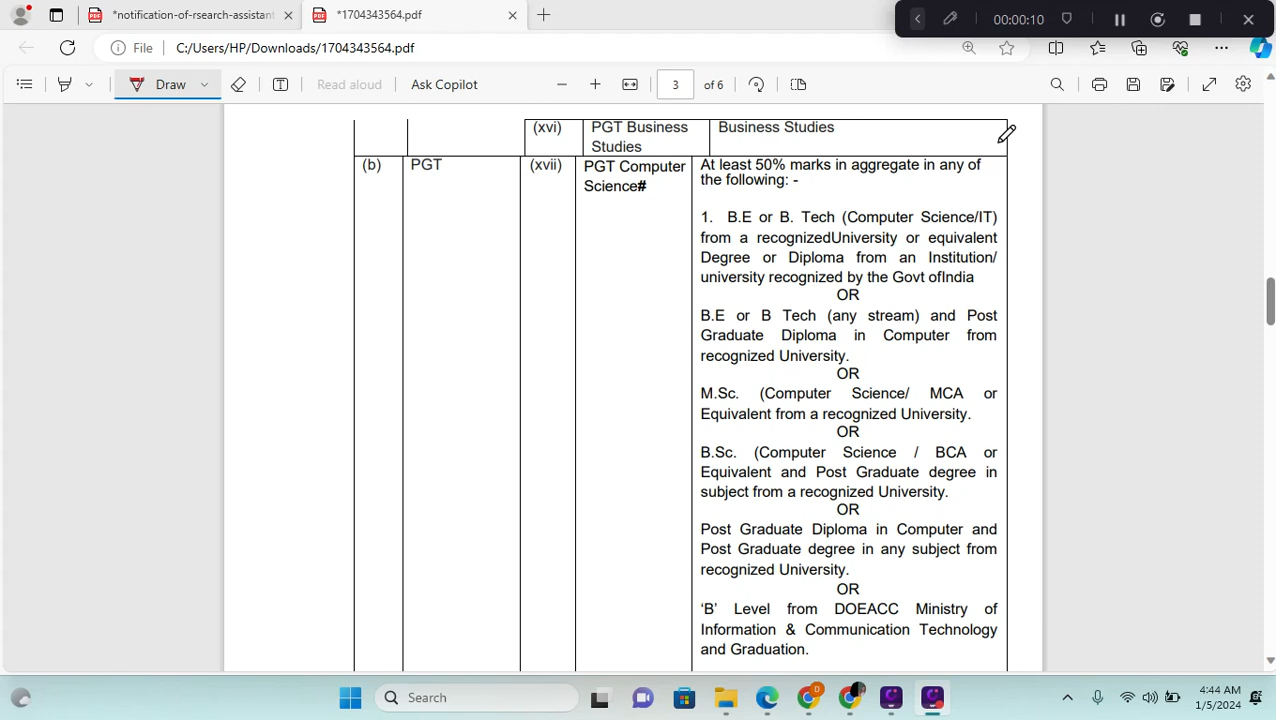 *notification-of-rsearch-assistant
*1704343564.pdf
00:00:10
File
C:/Users/HP/Downloads/1704343564.pdf
Draw
Read aloud
Ask Copilot
3
of 6
(xvi)
PGT Business
Studies
Business Studies
(b)
PGT
(xvii)
PGT Computer
Science#
At least 50% marks in aggregate in any of
the following: -
1. B.E or B. Tech (Computer Science/IT)
from a recognizedUniversity or equivalent
Degree or Diploma from an Institution/
university recognized by the Govt ofIndia
OR
B.E or B Tech (any stream) and Post
Graduate Diploma in Computer from
recognized University.
OR
M.Sc. (Computer Science/ MCA or
Equivalent from a recognized University.
OR
B.Sc. (Computer Science / BCA or
Equivalent and Post Graduate degree in
subject from a recognized University.
OR
Post Graduate Diploma in Computer and
Post Graduate degree in any subject from
recognized University.
OR
‘B’ Level from DOEACC Ministry of
Information & Communication Technology
and Graduation.
Search
4:44 AM
1/5/2024